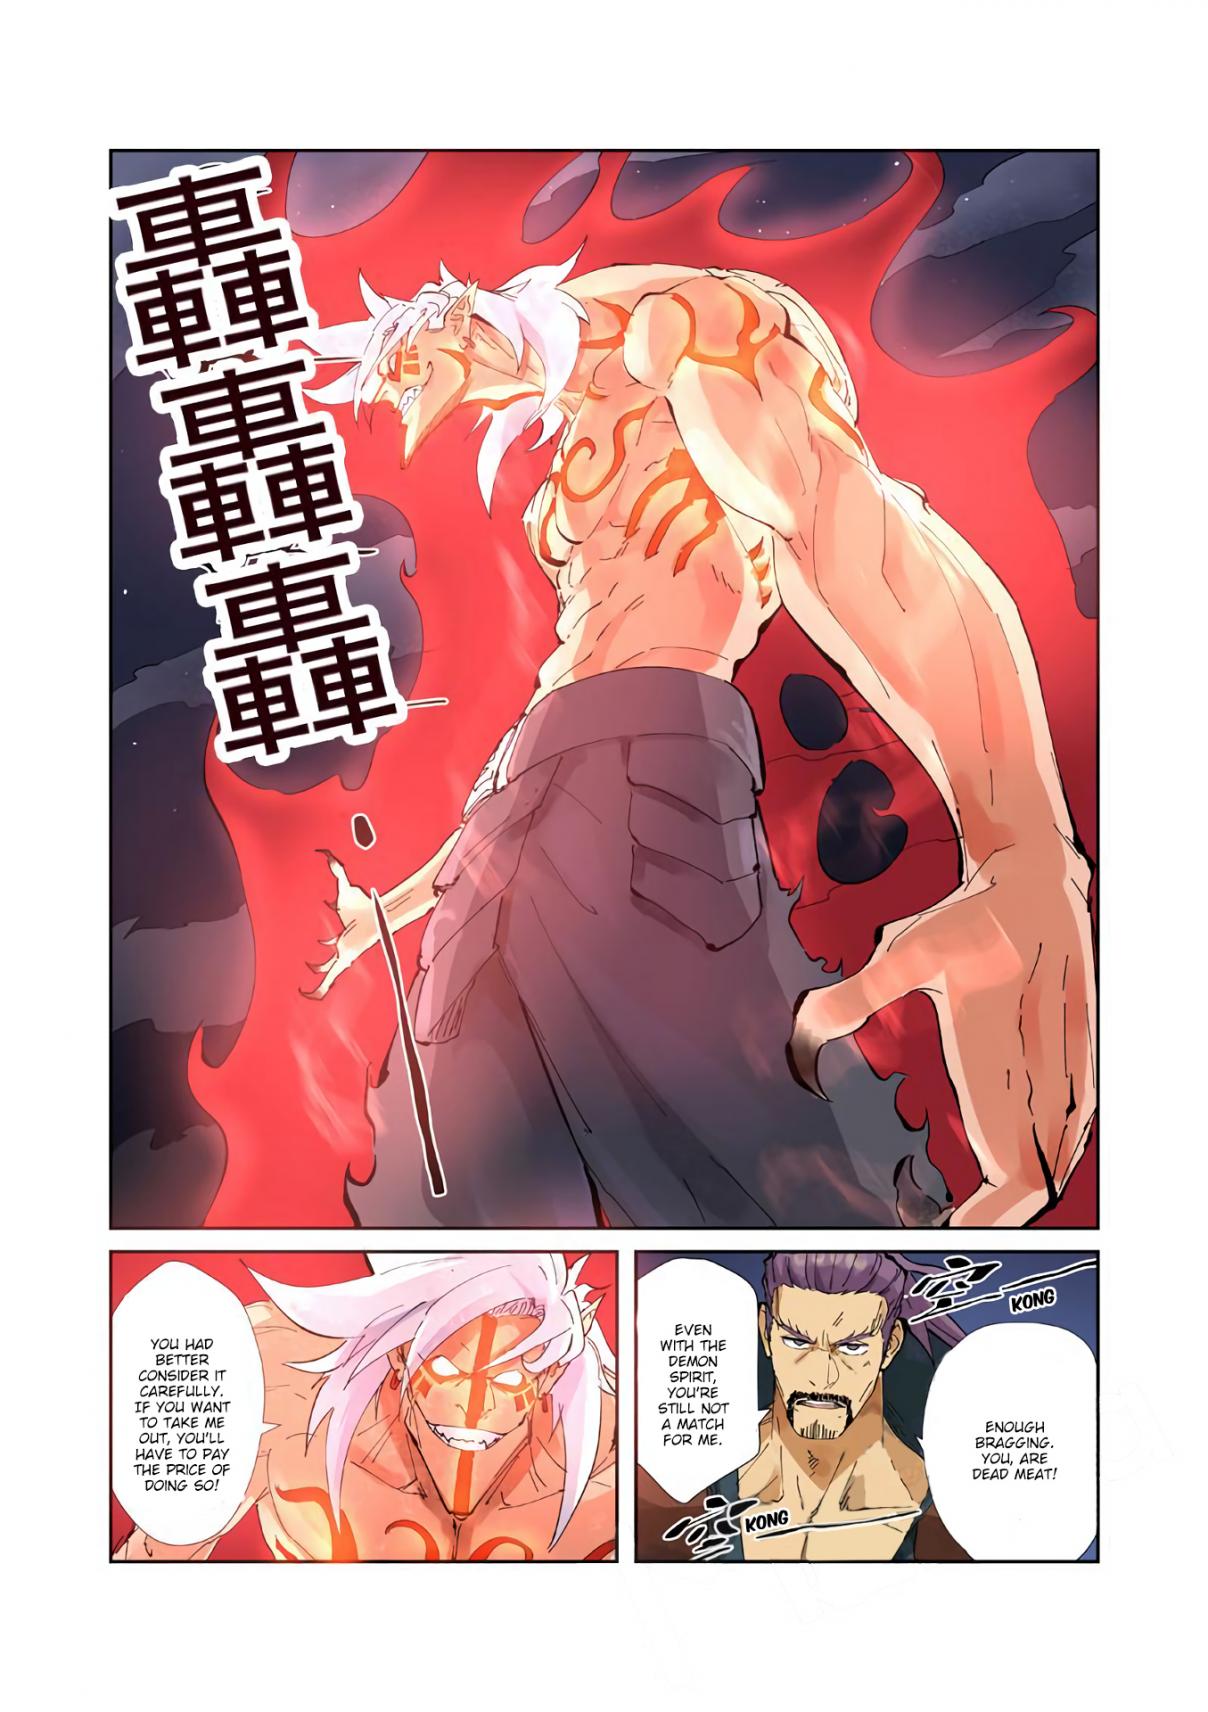 轟
轟
轟
YOU HAD
BETTER
CONSIDER IT
CAREFULLY.
IF YOU WANT
TO TAKE ME
OUT, YOU'LL
HAVE TO PAY
THE PRICE OF
DOING SO!
EVEN
WITH THE
DEMON
SPIRIT,
YOU'RE
STILL NOT
A MATCH
FOR ME.
空
KONG
ENOUGH
BRAGGING.
YOU, ARE
DEAD MEAT!
空
KONG